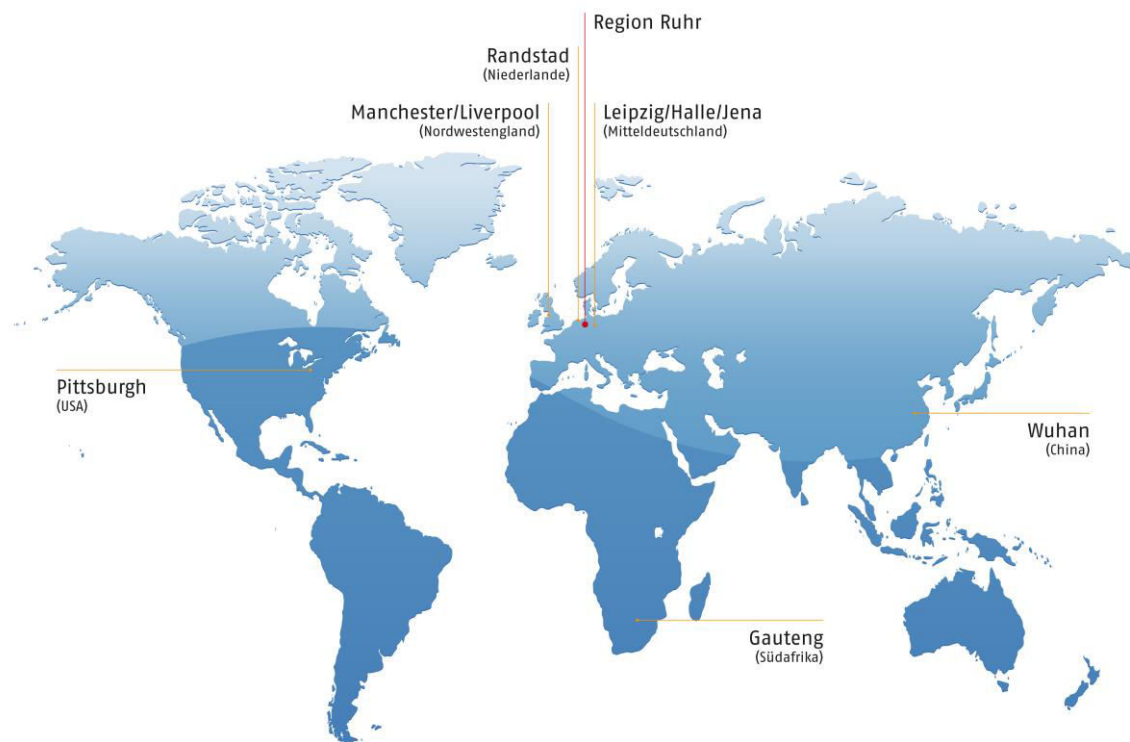 Region Ruhr
Randstad
(Niederlande)
Manchester/Liverpool
(Nordwestengland)
Leipzig/Halle/Jena
(Mitteldeutschland)
Pittsburgh
(USA)
Wuhan
(China)
Gauteng
(Südafrika)